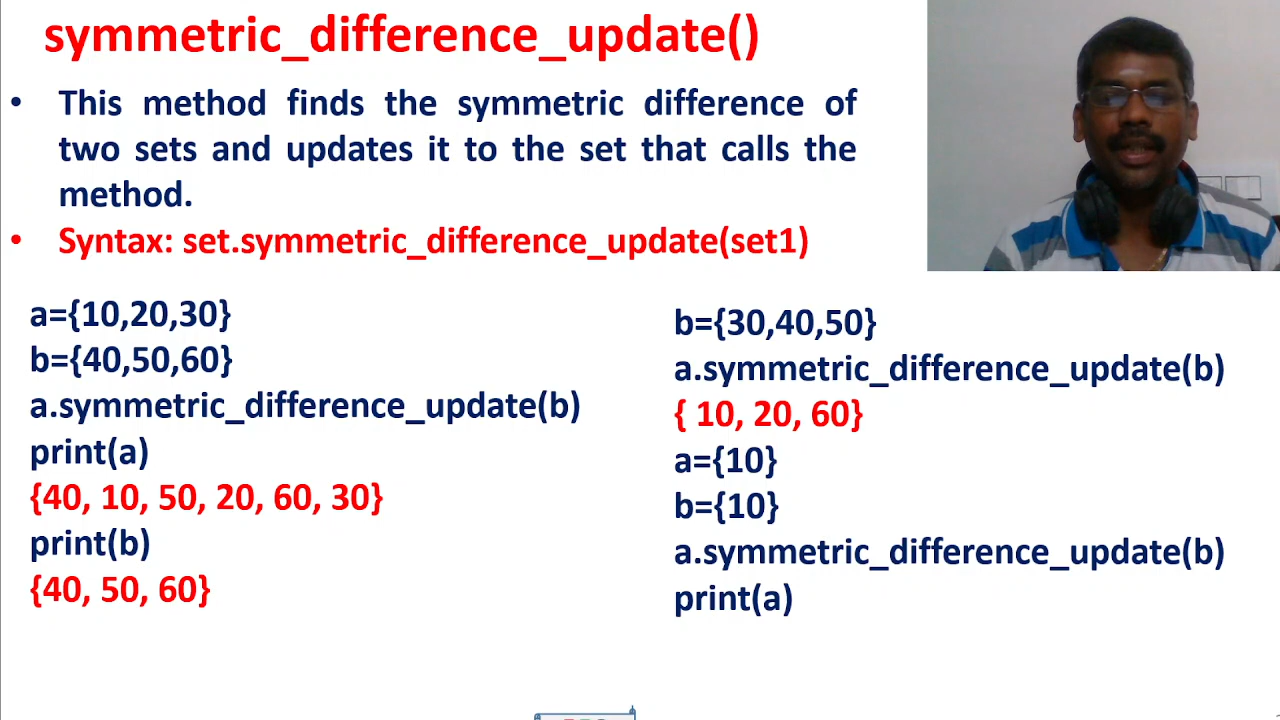 symmetric_difference_update()
• This method finds the symmetric difference of
two sets and updates it to the set that calls the
method.
• Syntax: set.symmetric_difference_update(set1)
a={10,20,30}
b={40,50,60}
a.symmetric_difference_update(b)
print(a)
{40, 10, 50, 20, 60, 30}
print(b)
{40, 50, 60}
b={30,40,50}
a.symmetric_difference_update(b)
{ 10, 20, 60}
a={10}
b={10}
a.symmetric_difference_update(b)
print(a)